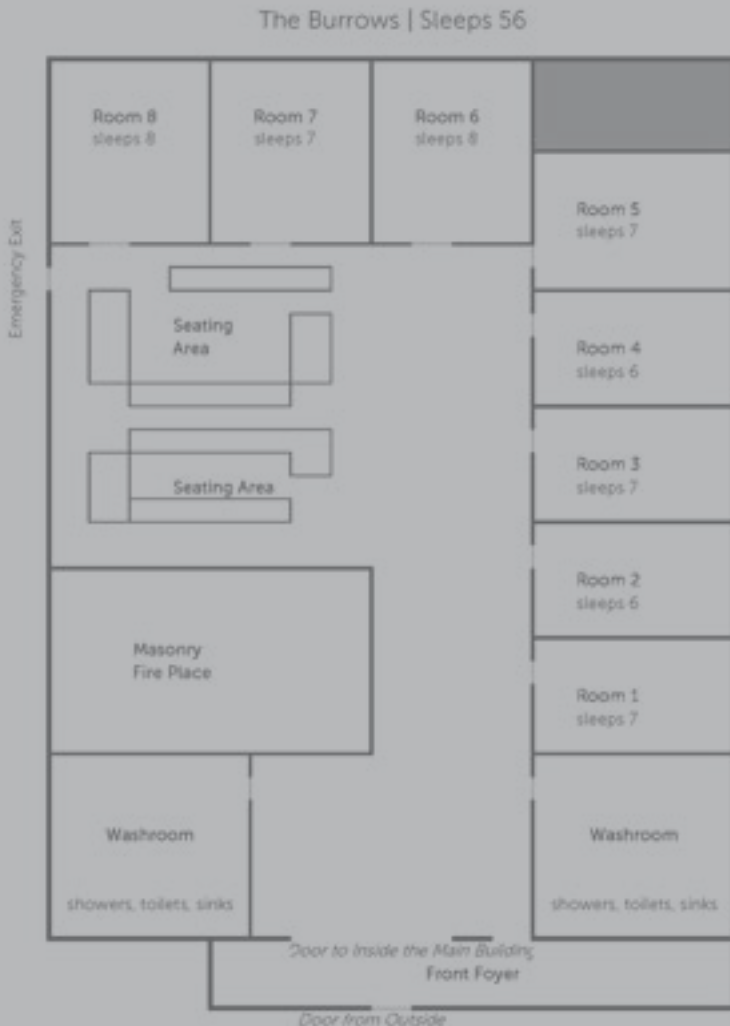 The Burrows | Sleeps 56
Room 8
sleeps 8
Room 7
sleeps 7
Room 6
sleeps 8
Room 5
sleeps 7
Emergency Exit
Seating
Area
Room 4
sleeps 6
Seating Area
Room 3
sleeps 7
Room 2
sleeps 6
Masonry
Fire Place
Room 1
sleeps 7
Washroom
showers, toilets, sinks
Washroom
showers, toilets, sinks
Door to Inside the Main Building
Front Foyer
Door from Outside